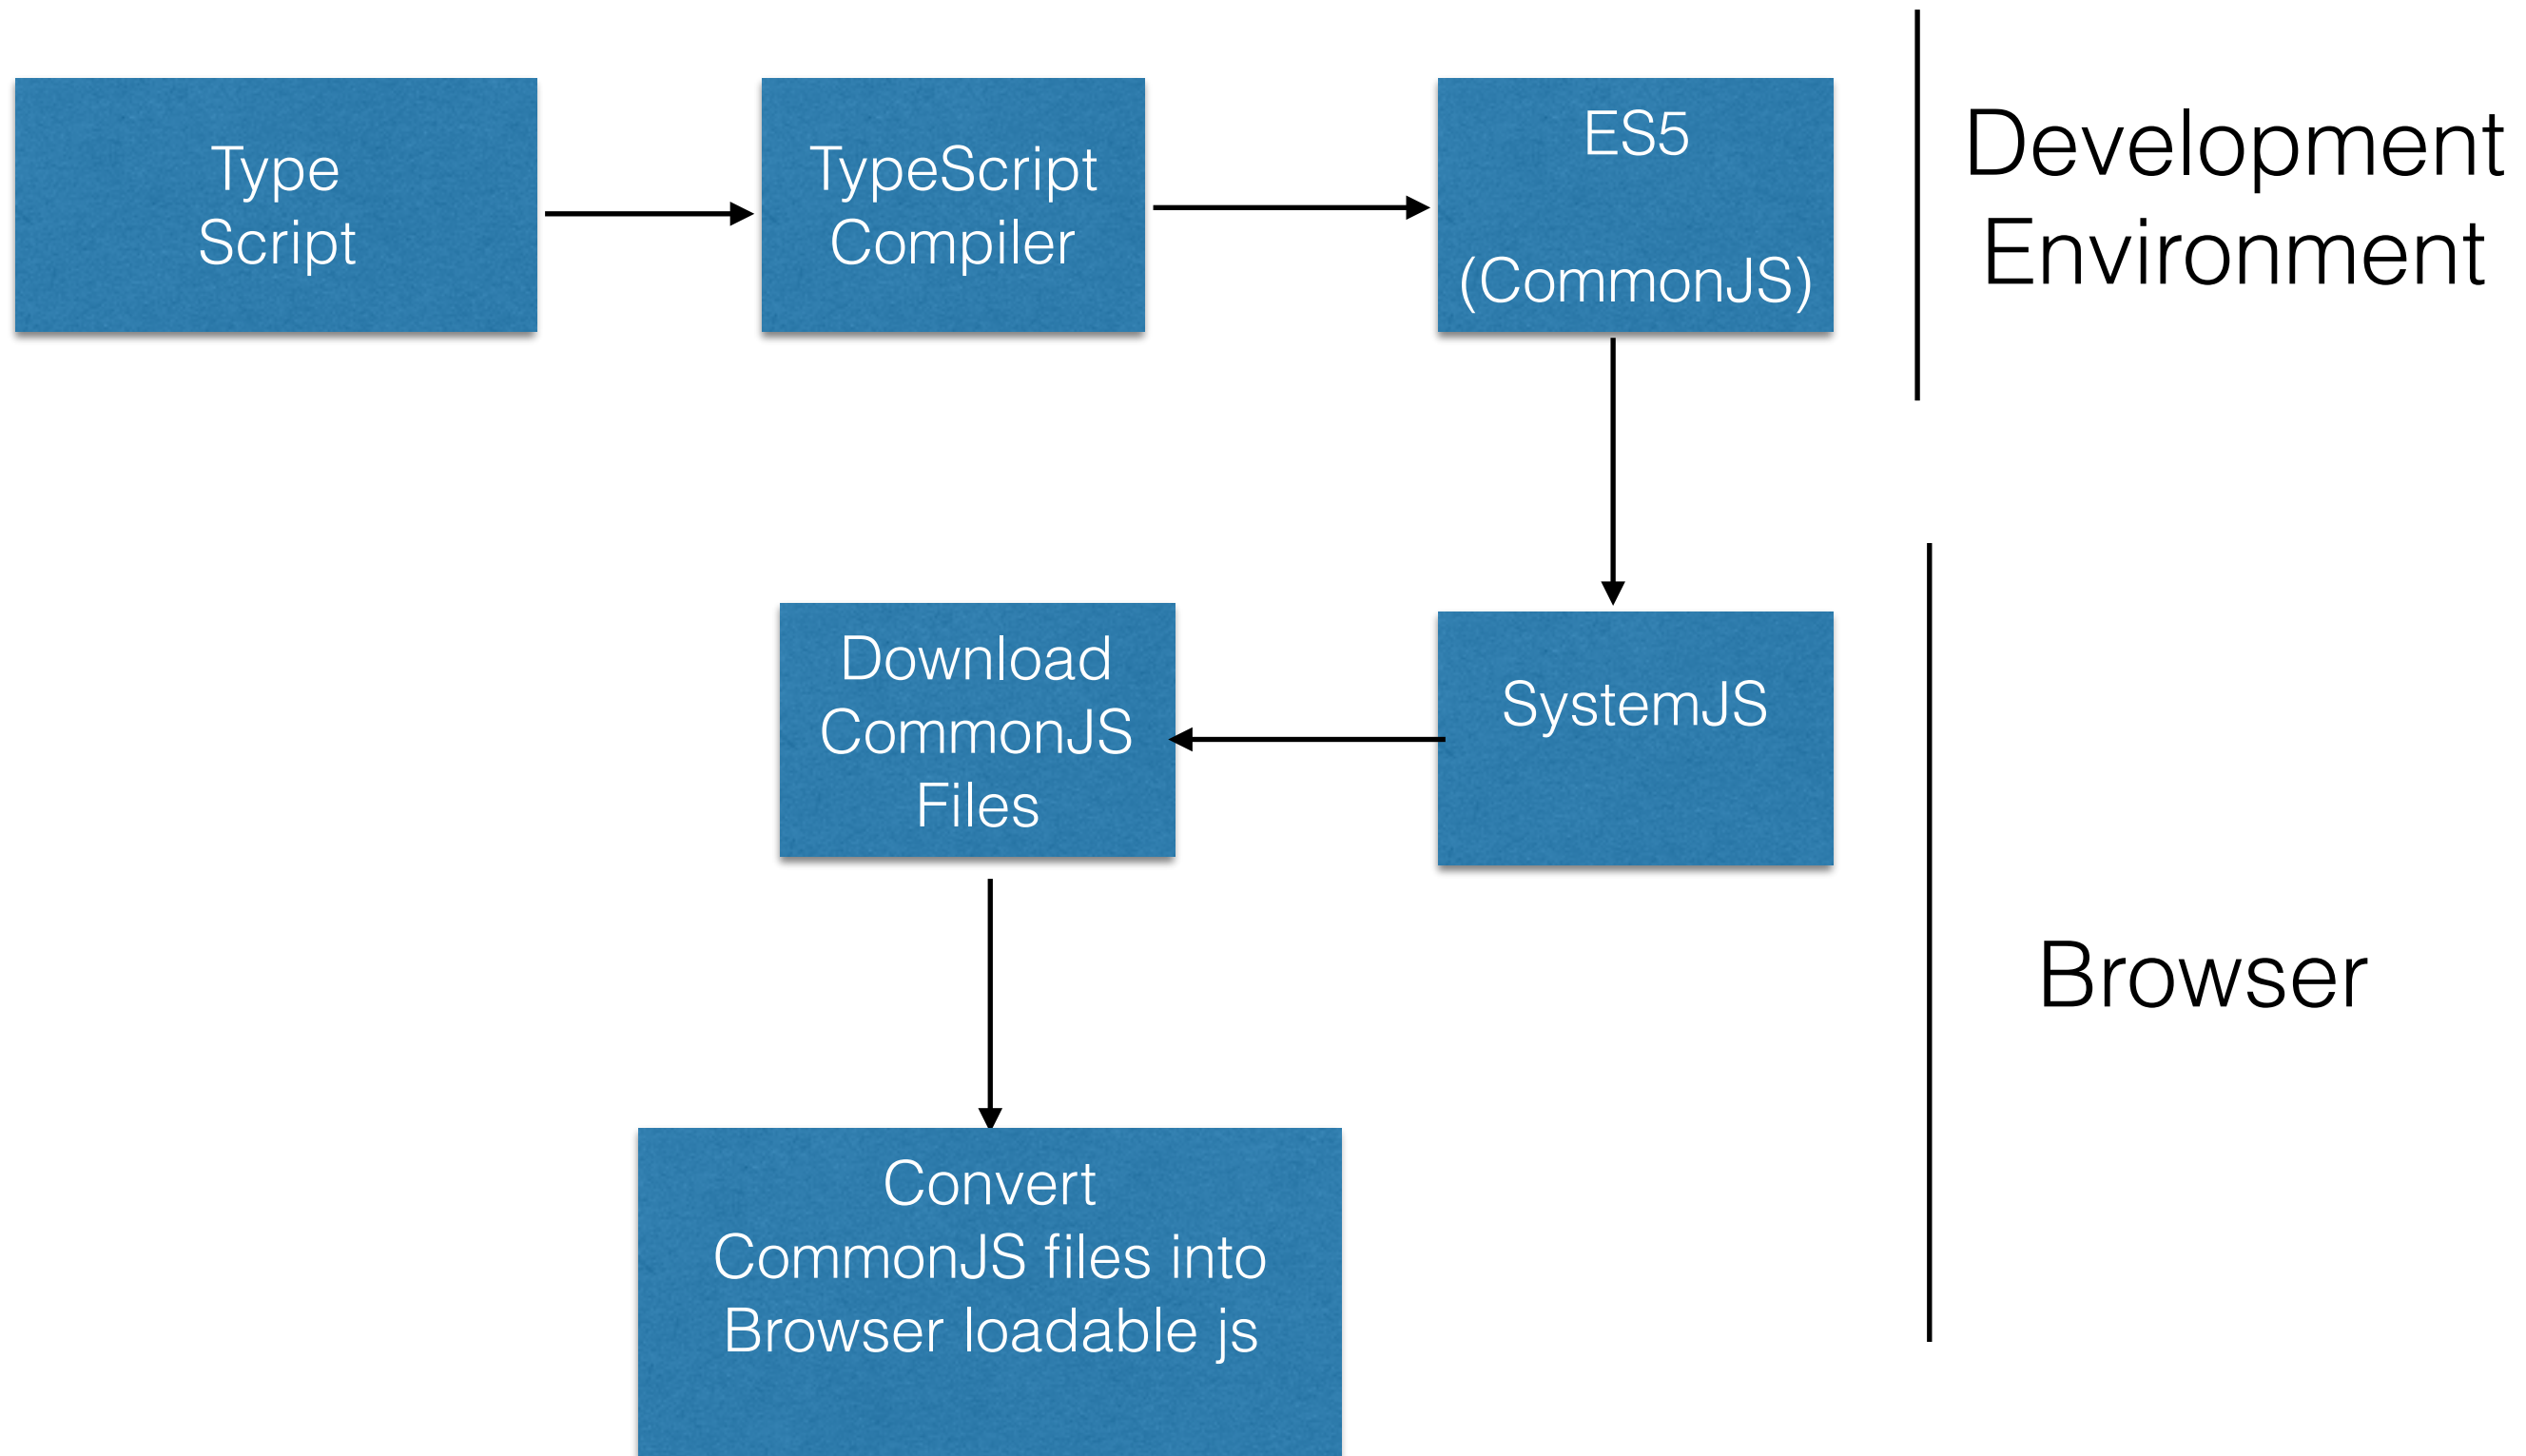 Type
Script
TypeScript
Compiler
ES5
(CommonJS)
Development
Environment
Download
CommonJS
Files
SystemJS
Browser
Convert
CommonJS files into
Browser loadable js